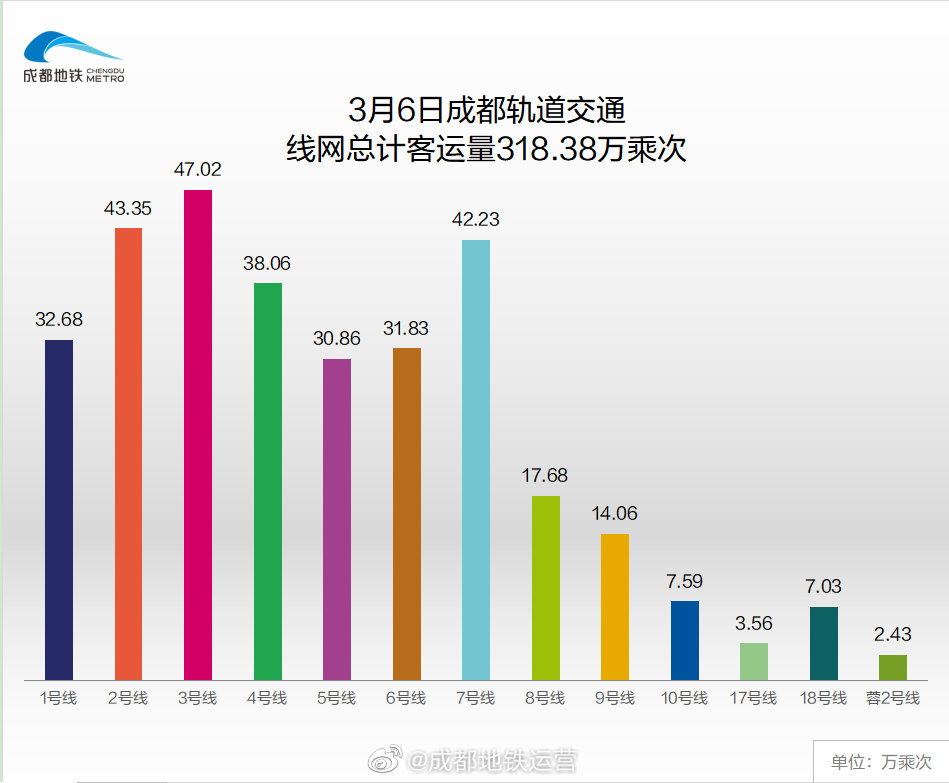 成都地铁 CHENGDU METRO
3月6日成都轨道交通
线网总计客运量318.38万乘次
32.68
43.35
47.02
38.06
30.86
31.83
42.23
17.68
14.06
7.59
3.56
7.03
2.43
1号线
2号线
3号线
4号线
5号线
6号线
7号线
8号线
9号线
10号线
17号线
18号线
蓉2号线
@成都地铁运营
单位：万乘次